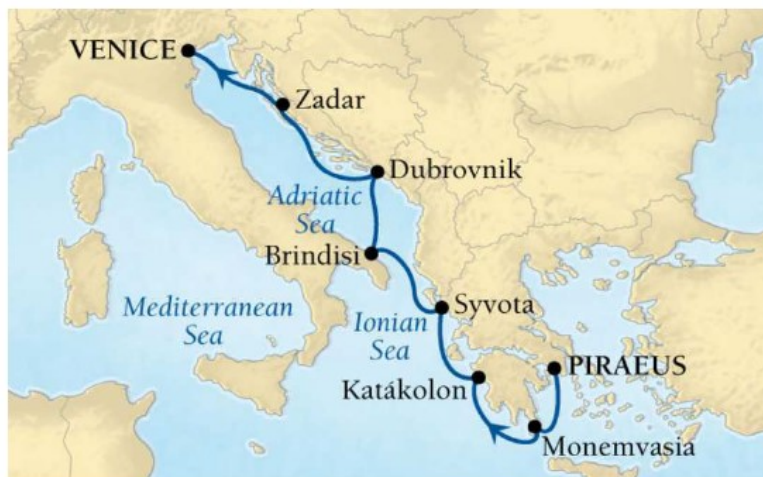 VENICE
Zadar
Dubrovnik
Adriatic
Sea
Brindisi
Mediterranean
Sea
Ionian
Sea
Syvota
Katákolon
PIRAEUS
Monemvasia